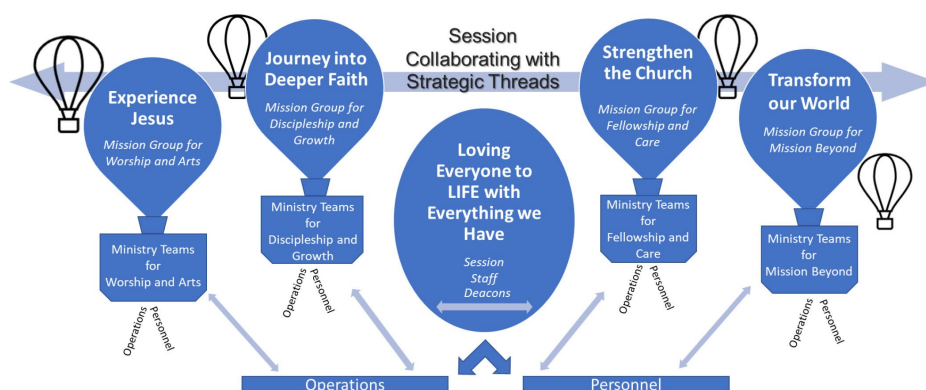 Session
Collaborating with
Strategic Threads
Experience
Jesus
Mission Group for
Worship and Arts
Ministry Teams
for
Worship and Arts
Operations
Personnel
Journey into
Deeper Faith
Mission Group for
Discipleship and
Growth
Ministry Teams
for
Discipleship and
Growth
Operations
Personnel
Loving
Everyone to
LIFE with
Everything we
Have
Session
Staff
Deacons
Strengthen
the Church
Mission Group for
Fellowship and
Care
Ministry Teams
for
Fellowship and
Care
Operations
Personnel
Transform
our World
Mission Group for
Mission Beyond
Ministry Teams
for
Mission Beyond
Operations
Personnel
Operations
Personnel